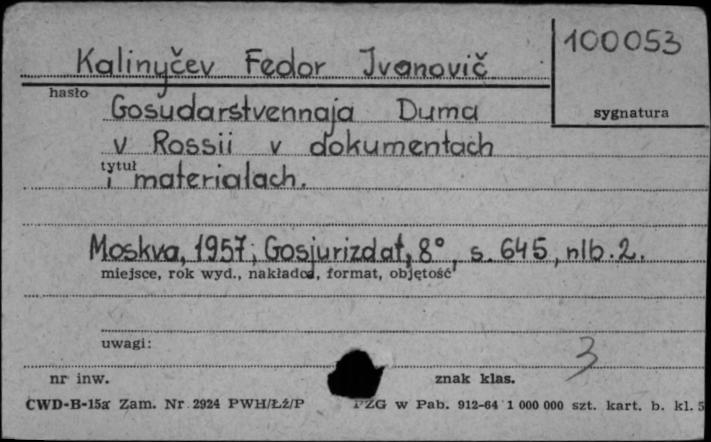 100053
Kalinyčev Fedor Ivanovič
hasło
sygnatura
Gosudarstvennaja Duma
v Rossii v dokumentach
tytuł
i materialach.
Moskva, 1957, Gosjurizdat, 8°, s. 645, nlb. 2.
miejsce, rok wyd., nakładca, format, objętość
uwagi:
3
nr inw.
znak klas.
CWD-B-15a Zam. Nr 2924 PWH/Łż/P PZG w Pab. 912-64 1 000 000 szt. kart. b. kl. 5